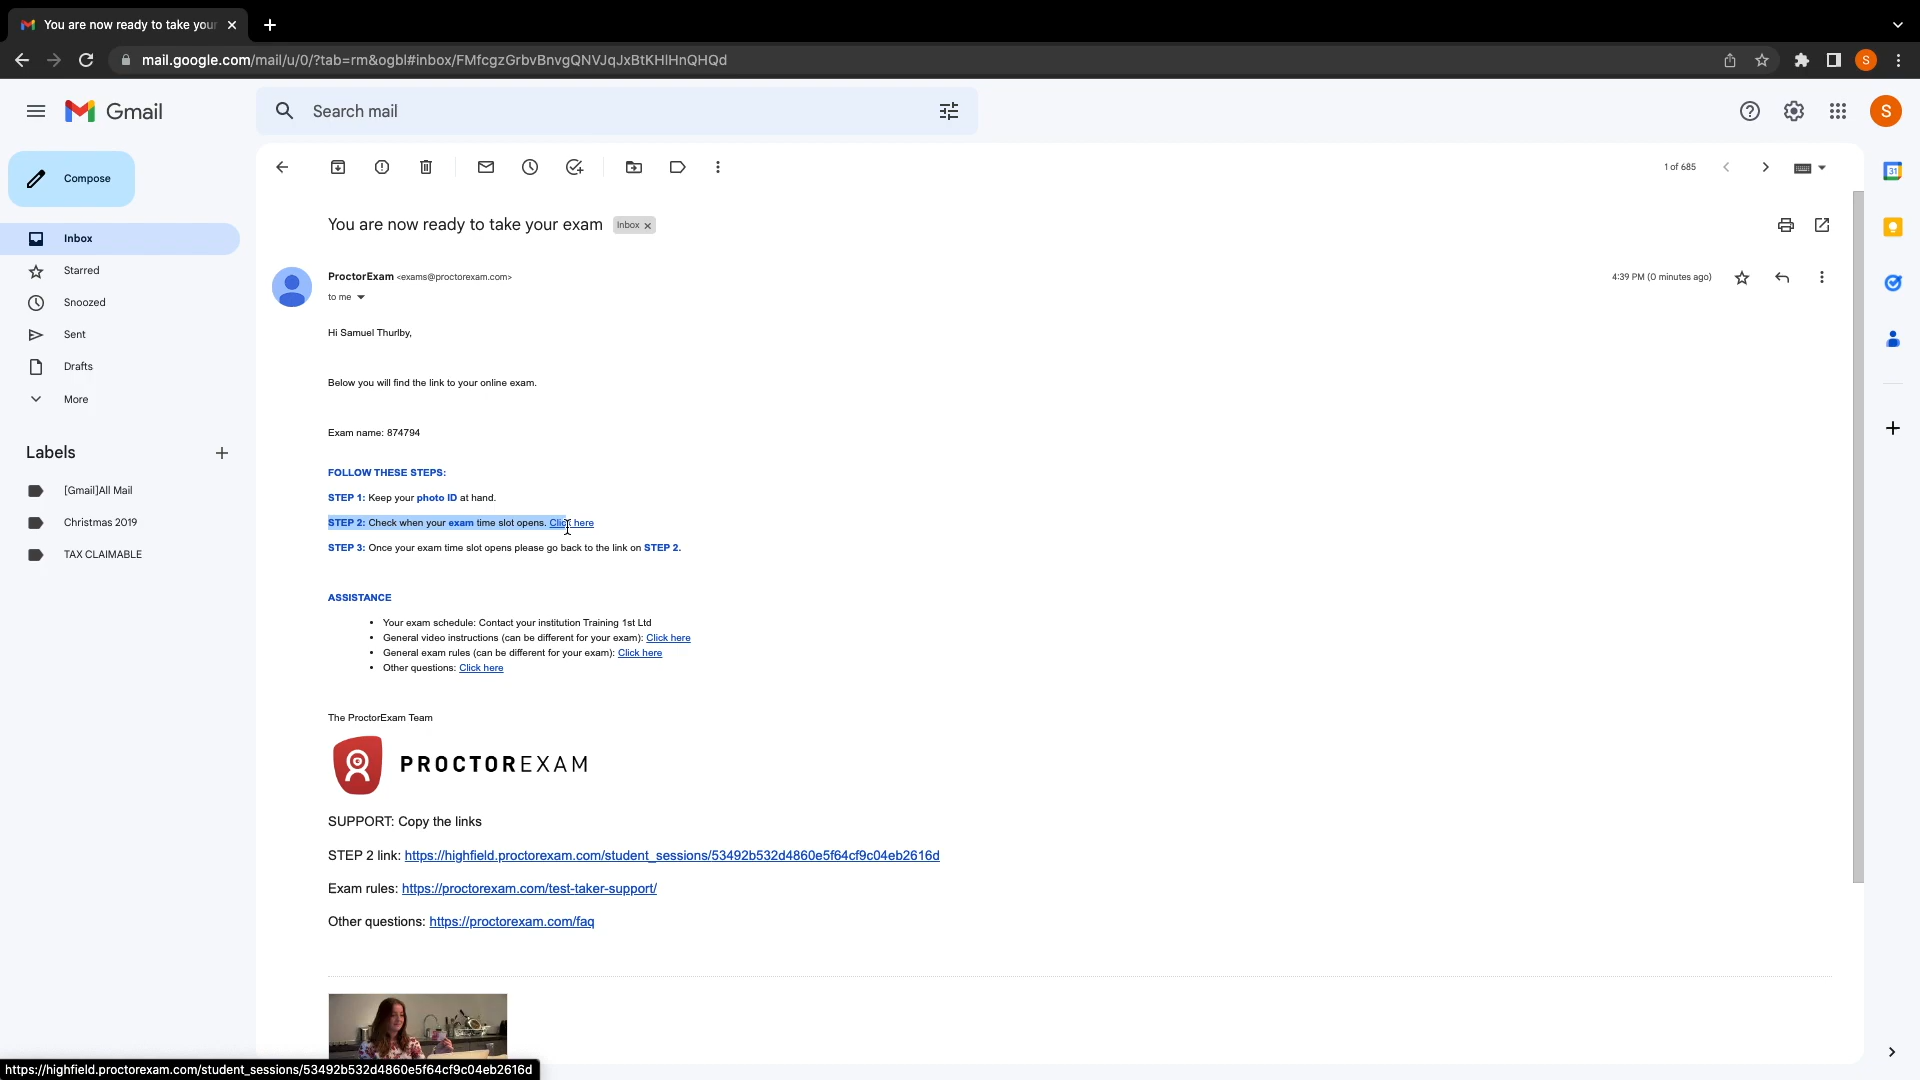 You are now ready to take your
mail.google.com/mail/u/0/?tab=rm&ogbl#inbox/FMfcgzGrbvBnvgQNVJqJxBtKHlHnQHQd
S
Gmail
Search mail
S
Compose
1 of 685
31
Inbox
Starred
Snoozed
Sent
Drafts
More
Labels
[Gmail]All Mail
Christmas 2019
TAX CLAIMABLE
You are now ready to take your exam Inbox x
ProctorExam <exams@proctorexam.com>
4:39 PM (0 minutes ago)
to me
Hi Samuel Thurlby,
Below you will find the link to your online exam.
Exam name: 874794
FOLLOW THESE STEPS:
STEP 1: Keep your photo ID at hand.
STEP 2: Check when your exam time slot opens. Click here
STEP 3: Once your exam time slot opens please go back to the link on STEP 2.
ASSISTANCE
• Your exam schedule: Contact your institution Training 1st Ltd
• General video instructions (can be different for your exam): Click here
• General exam rules (can be different for your exam): Click here
• Other questions: Click here
The ProctorExam Team
PROCTOREXAM
SUPPORT: Copy the links
STEP 2 link: https://highfield.proctorexam.com/student_sessions/53492b532d4860e5f64cf9c04eb2616d
Exam rules: https://proctorexam.com/test-taker-support/
Other questions: https://proctorexam.com/faq
https://highfield.proctorexam.com/student_sessions/53492b532d4860e5f64cf9c04eb2616d